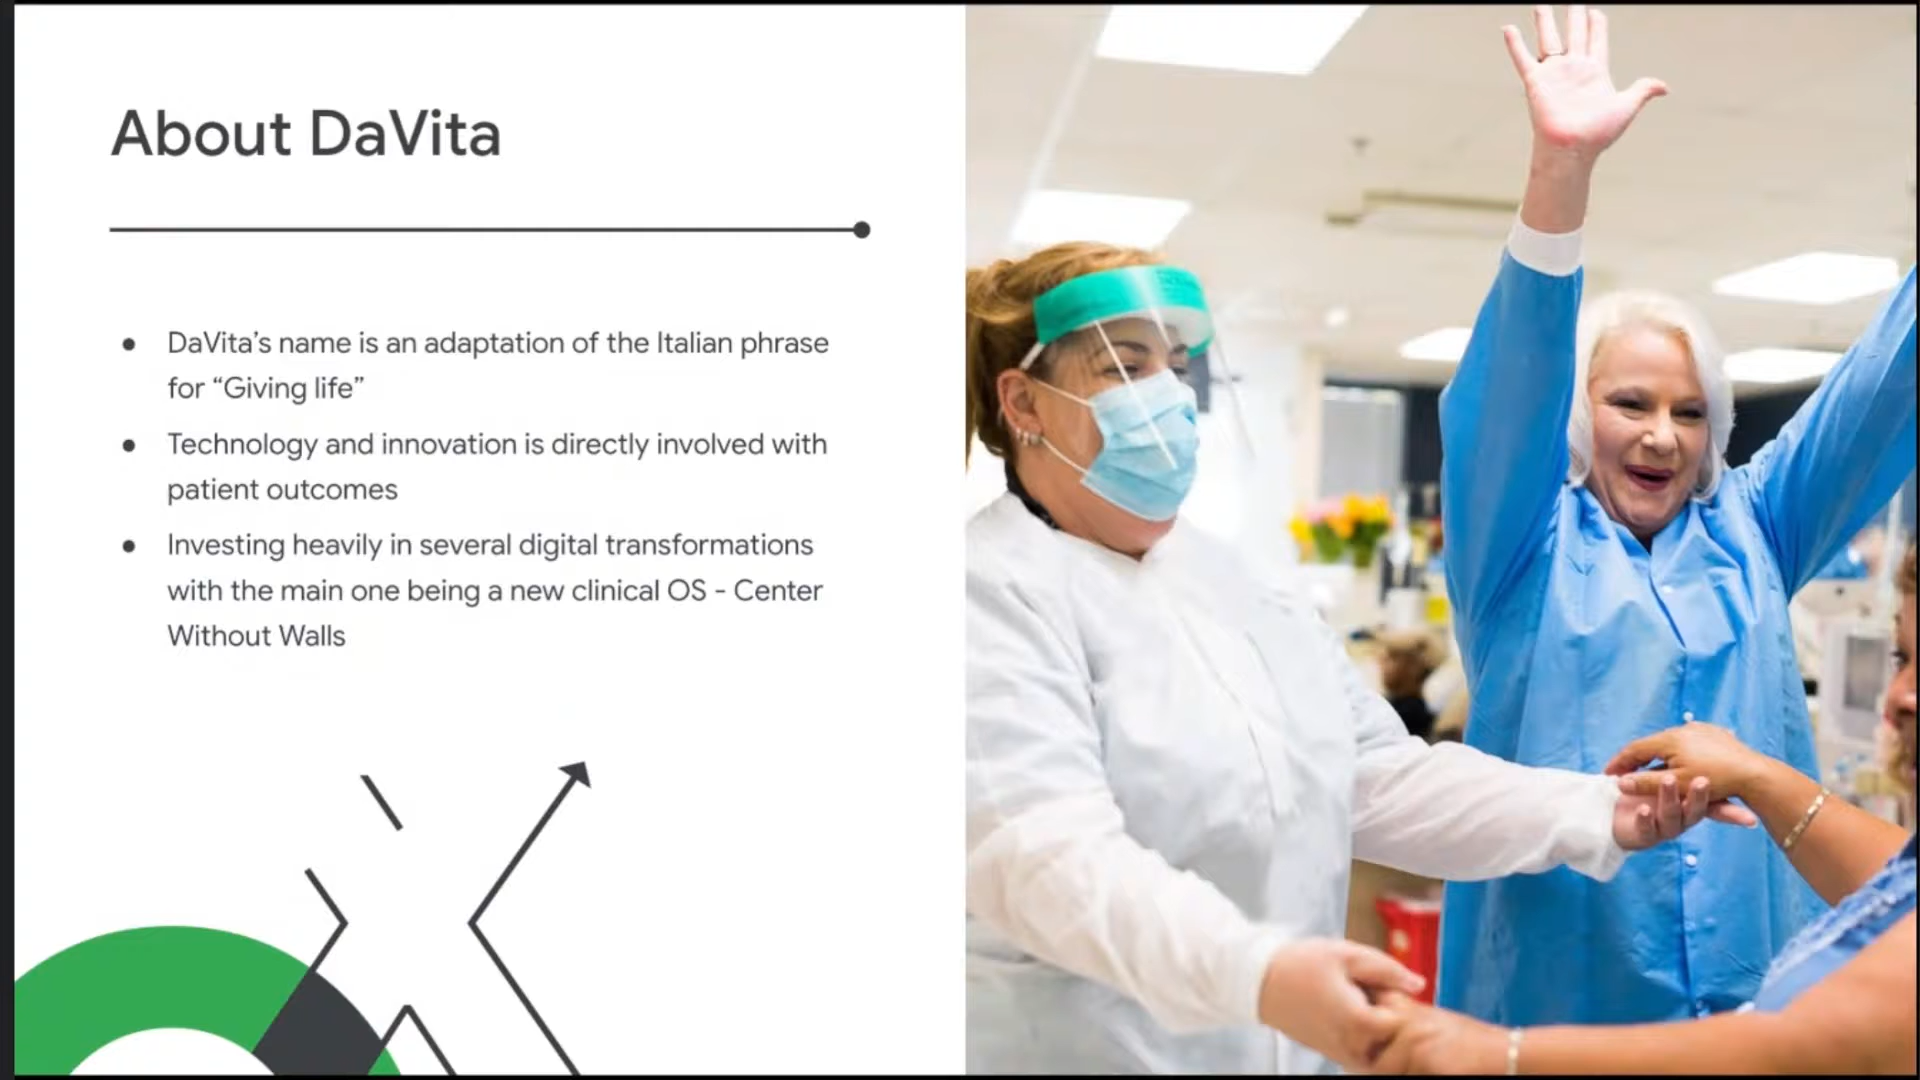 About DaVita
● DaVita’s name is an adaptation of the Italian phrase
for “Giving life”
● Technology and innovation is directly involved with
patient outcomes
● Investing heavily in several digital transformations
with the main one being a new clinical OS - Center
Without Walls